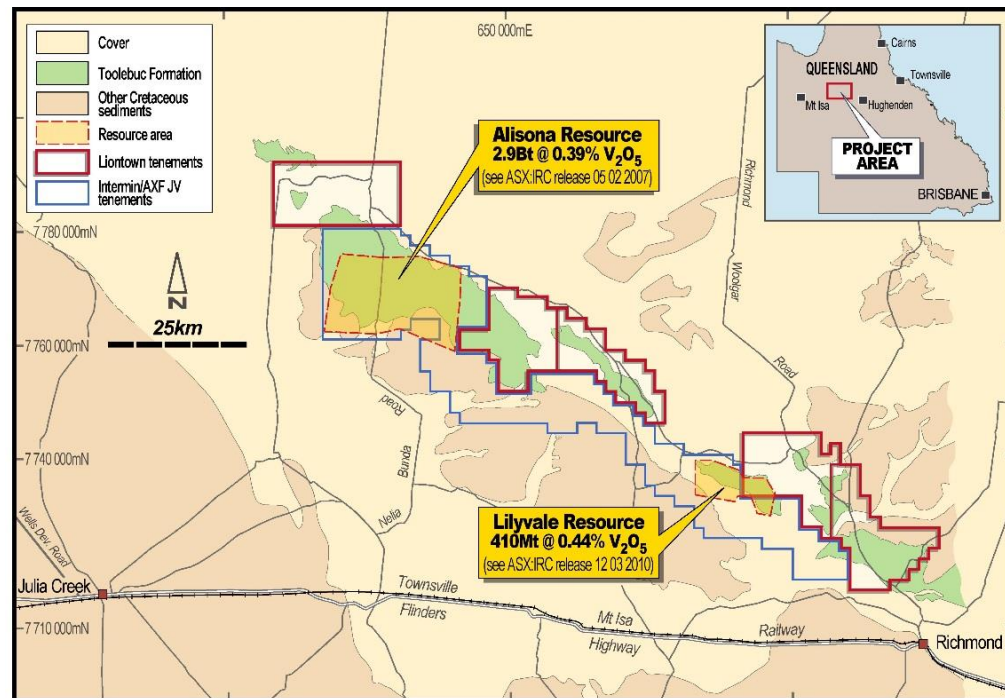 650 000mE
Cover
Toolebuc Formation
Other Cretaceous
sediments
Resource area
Liontown tenements
Intermin/AXF JV
tenements
Cairns
Townsville
QUEENSLAND
Mt Isa
Hughenden
PROJECT
AREA
BRISBANE
Alisona Resource
2.9Bt @ 0.39% V₂O₅
(see ASX:IRC release 05 02 2007)
7 780 000mN
N
25km
Richmond
Woolgar
Road
7 760 000mN
Road
Bunda
7 740 000mN
Nelia
Wells Dev. Road
Lilyvale Resource
410Mt @ 0.44% V₂O₅
(see ASX:IRC release 12 03 2010)
Julia Creek
Townsville
Flinders
Mt Isa
Highway
Railway
7 710 000mN
Richmond